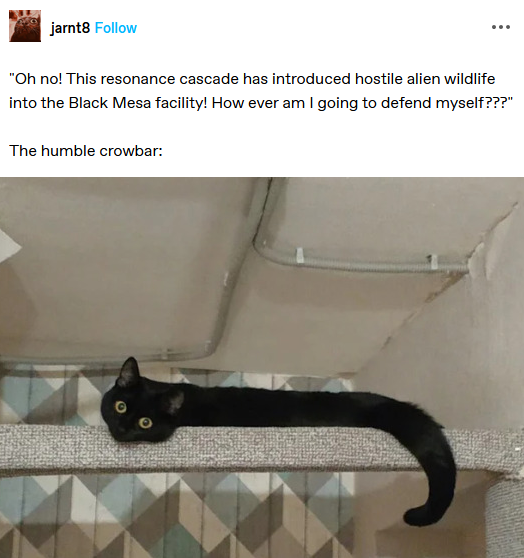 jarnt8 Follow
"Oh no! This resonance cascade has introduced hostile alien wildlife
into the Black Mesa facility! How ever am I going to defend myself???"
The humble crowbar: